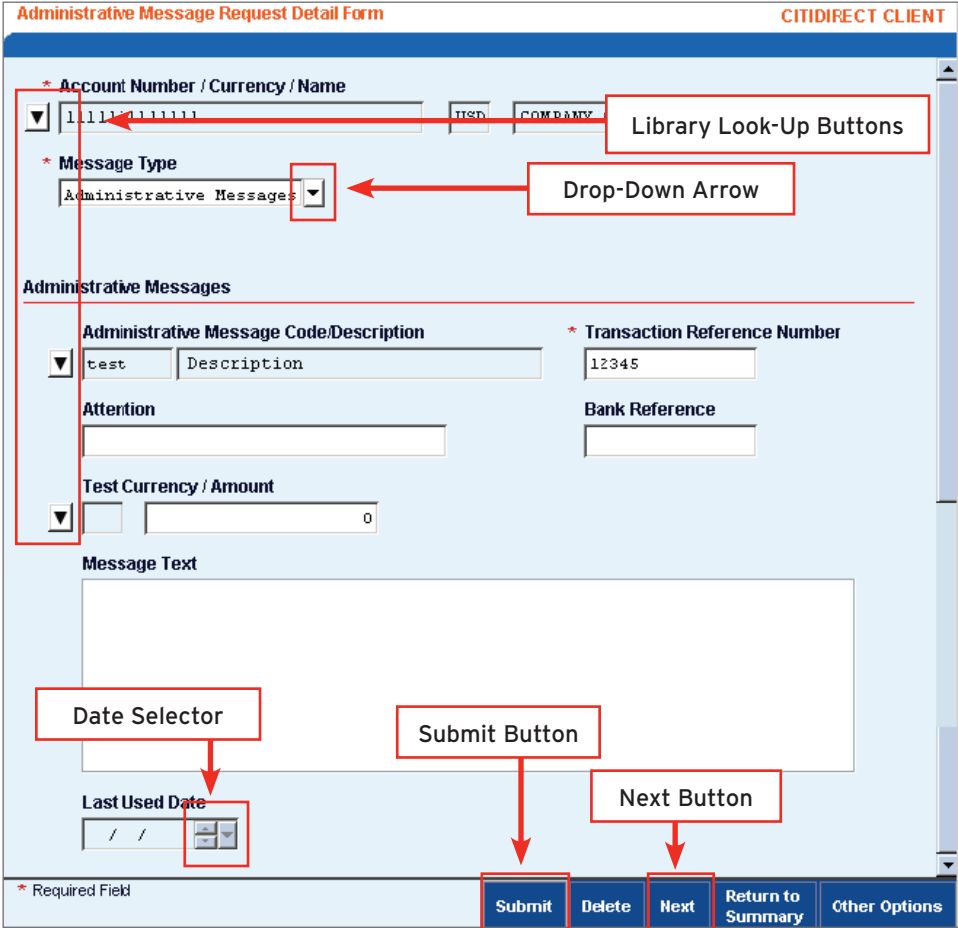 Administrative Message Request Detail Form
CITIDIRECT CLIENT
* Account Number / Currency / Name
USD
COMPANY
Library Look-Up Buttons
* Message Type
Administrative Messages
Drop-Down Arrow
Administrative Messages
Administrative Message Code/Description
* Transaction Reference Number
test
Description
12345
Attention
Bank Reference
Test Currency / Amount
0
Message Text
Date Selector
Submit Button
Next Button
Last Used Date
/ /
* Required Field
Submit
Delete
Next
Return to
Summary
Other Options